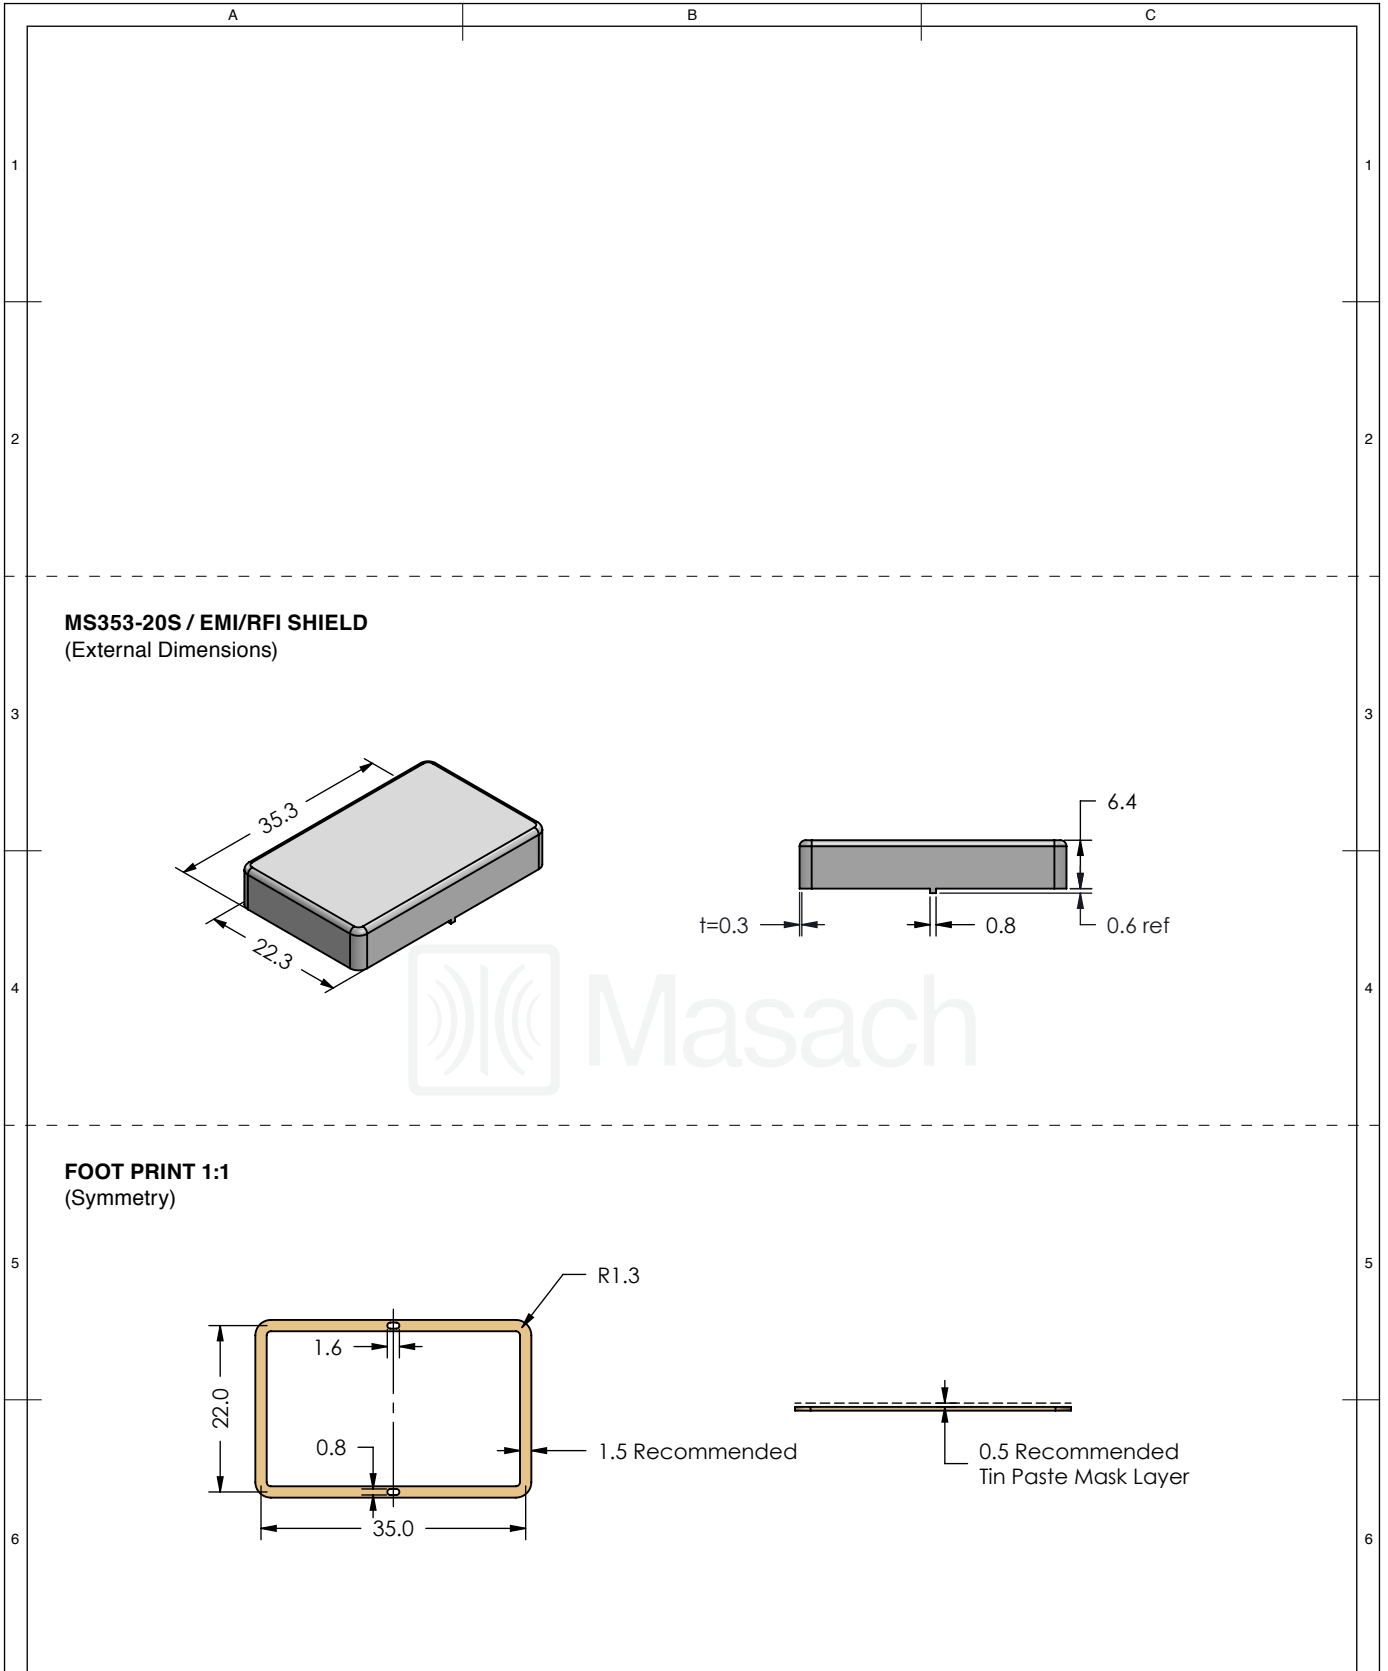 A B C
1 1
2 2
MS353-20S / EMI/RFI SHIELD
(External Dimensions)
3 3
35.3
6.4
t=0.3
0.8
0.6 ref
22.3
4 4
Masach
FOOT PRINT 1:1
(Symmetry)
5 5
R1.3
1.6
22.0
0.8
1.5 Recommended
0.5 Recommended
Tin Paste Mask Layer
35.0
6 6